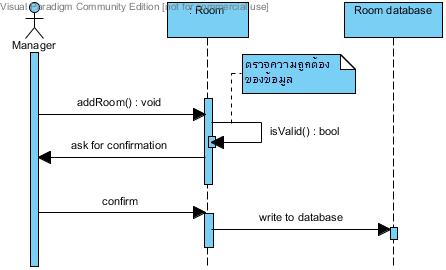 Visual Paradigm Community Edition [not for commercial use]
: Room
Room database
Manager
ตรวจความถูกต้อง
ของข้อมูล
addRoom() : void
isValid() : bool
ask for confirmation
confirm
write to database